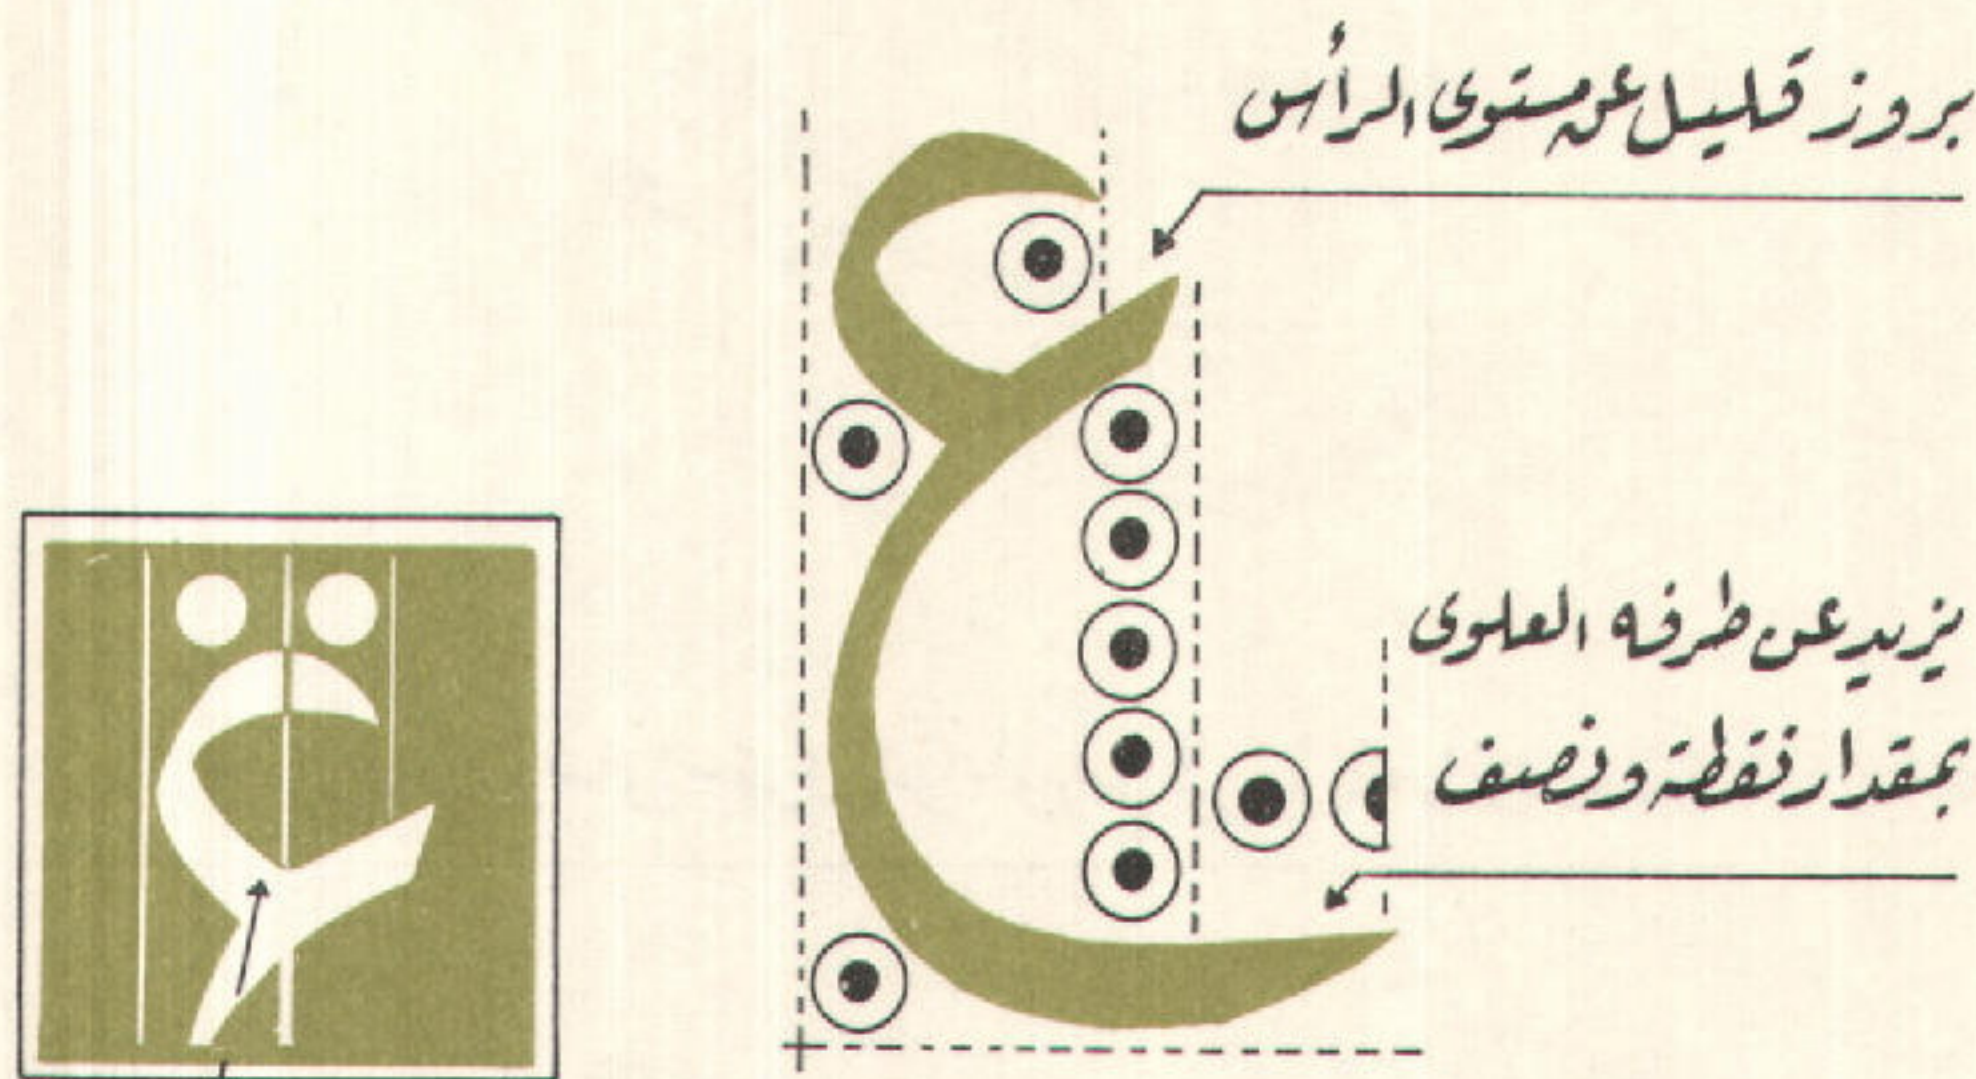 بروز قليل عن مستوى الرأس
ع
يزيد عن طرفه العلوى
بمقدار نقطة ونصف